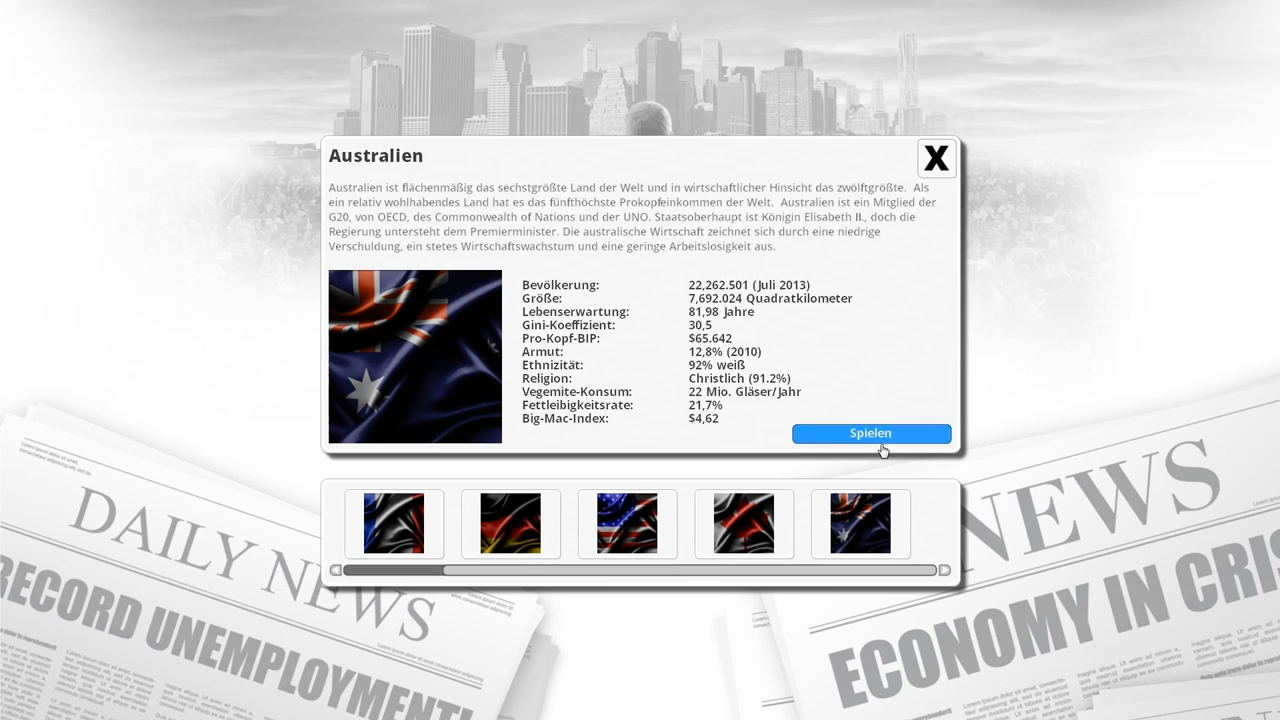 Australien
X
Australien ist flächenmäßig das sechstgrößte Land der Welt und in wirtschaftlicher Hinsicht das zwölftgrößte.  Als
ein relativ wohlhabendes Land hat es das fünfthöchste Prokopfeinkommen der Welt.  Australien ist ein Mitglied der
G20, von OECD, des Commonwealth of Nations und der UNO. Staatsoberhaupt ist Königin Elisabeth II., doch die
Regierung untersteht dem Premierminister. Die australische Wirtschaft zeichnet sich durch eine niedrige
Verschuldung, ein stetes Wirtschaftswachstum und eine geringe Arbeitslosigkeit aus.
Bevölkerung: 22,262.501 (Juli 2013)
Größe: 7,692.024 Quadratkilometer
Lebenserwartung: 81,98 Jahre
Gini-Koeffizient: 30,5
Pro-Kopf-BIP: $65.642
Armut: 12,8% (2010)
Ethnizität: 92% weiß
Religion: Christlich (91.2%)
Vegemite-Konsum: 22 Mio. Gläser/Jahr
Fettleibigkeitsrate: 21,7%
Big-Mac-Index: $4,62
Spielen
DAILY NEWS
RECORD UNEMPLOYMENT!
NEWS
ECONOMY IN CRIS